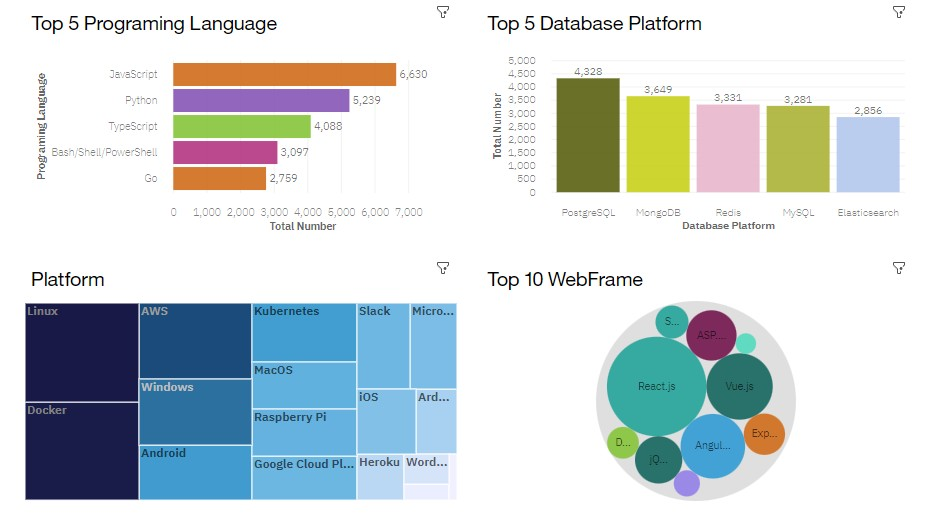 Top 5 Programing Language
Programing Language
JavaScript
6,630
Python
5,239
TypeScript
4,088
Bash/Shell/PowerShell
3,097
Go
2,759
0 1,000 2,000 3,000 4,000 5,000 6,000 7,000
Total Number
Top 5 Database Platform
Total Number
5,000
4,500
4,000
3,500
3,000
2,500
2,000
1,500
1,000
500
0
4,328
3,649
3,331
3,281
2,856
PostgreSQL MongoDB Redis MySQL Elasticsearch
Database Platform
Platform
Linux
AWS
Kubernetes
Slack
Micro...
MacOS
Windows
iOS
Ard...
Docker
Raspberry Pi
Android
Google Cloud Pl...
Heroku
Word...
Top 10 WebFrame
S...
ASP....
React.js
Vue.js
Exp...
D...
Angul...
jQ...